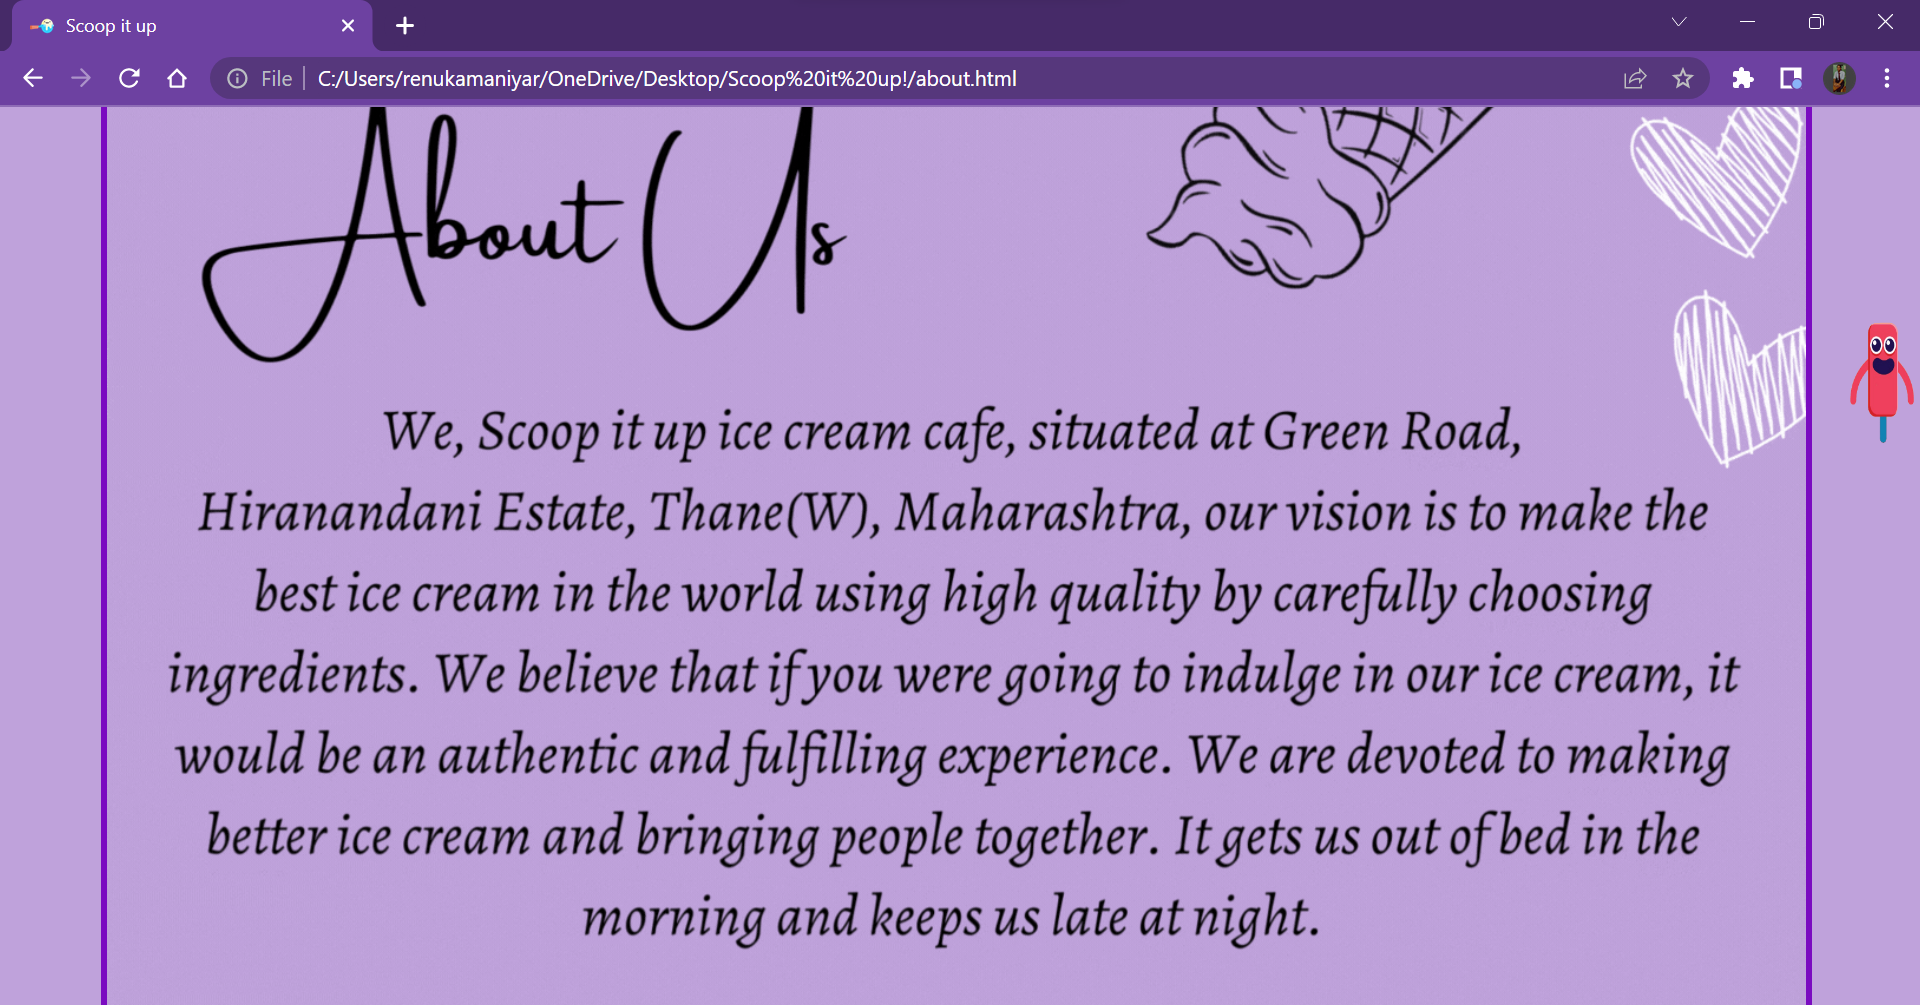 Scoop it up
File
C:/Users/renukamaniyar/OneDrive/Desktop/Scoop%20it%20up!/about.html
About Us
We, Scoop it up ice cream cafe, situated at Green Road,
Hiranandani Estate, Thane(W), Maharashtra, our vision is to make the
best ice cream in the world using high quality by carefully choosing
ingredients. We believe that if you were going to indulge in our ice cream, it
would be an authentic and fulfilling experience. We are devoted to making
better ice cream and bringing people together. It gets us out of bed in the
morning and keeps us late at night.